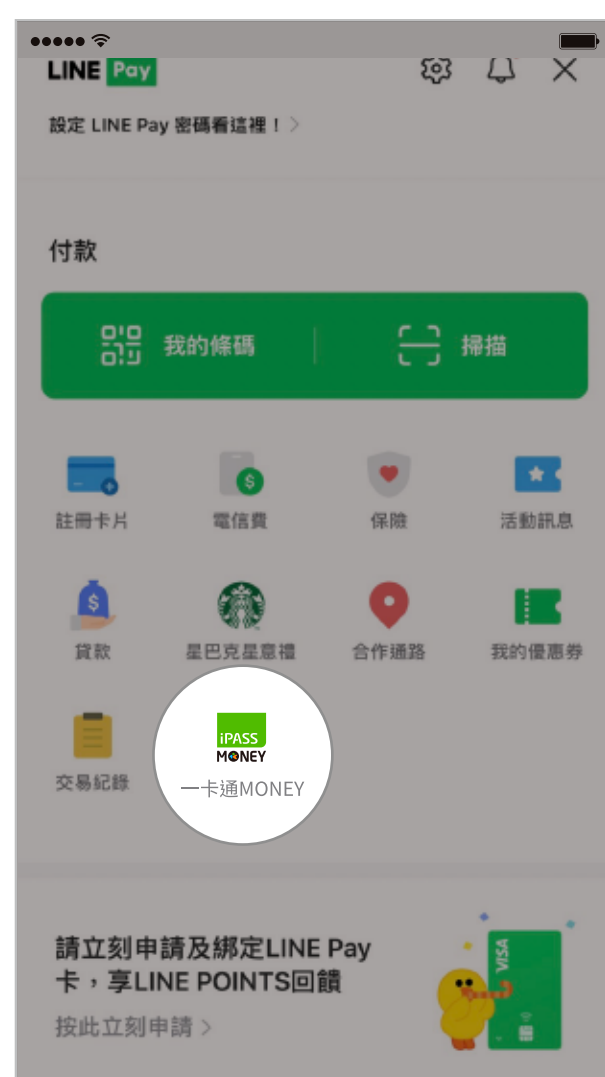 LINE Pay
設定 LINE Pay 密碼看這裡！
付款
我的條碼 掃描
註冊卡片 電信費 保險 活動訊息
貸款 星巴克星意禮 合作通路 我的優惠券
iPASS
MONEY
交易紀錄 一卡通MONEY
請立刻申請及綁定LINE Pay
卡，享LINE POINTS回饋
按此立刻申請
VISA